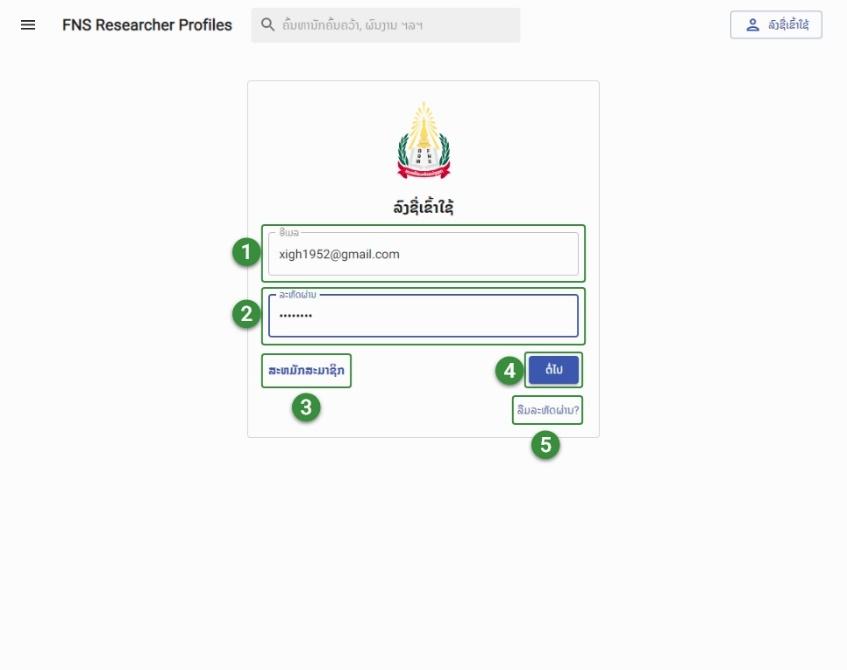 FNS Researcher Profiles
ຄົ້ນຫານັກຄົ້ນຄວ້າ, ຜົນງານ ຯລຯ
ລົງຊື່ເຂົ້າໃຊ້
ລົງຊື່ເຂົ້າໃຊ້
ອີເມລ
1
xigh1952@gmail.com
ລະຫັດຜ່ານ
2
••••••••
ສະຫມັກສະມາຊິກ
4
ຕໍ່ໄປ
3
ລືມລະຫັດຜ່ານ?
5